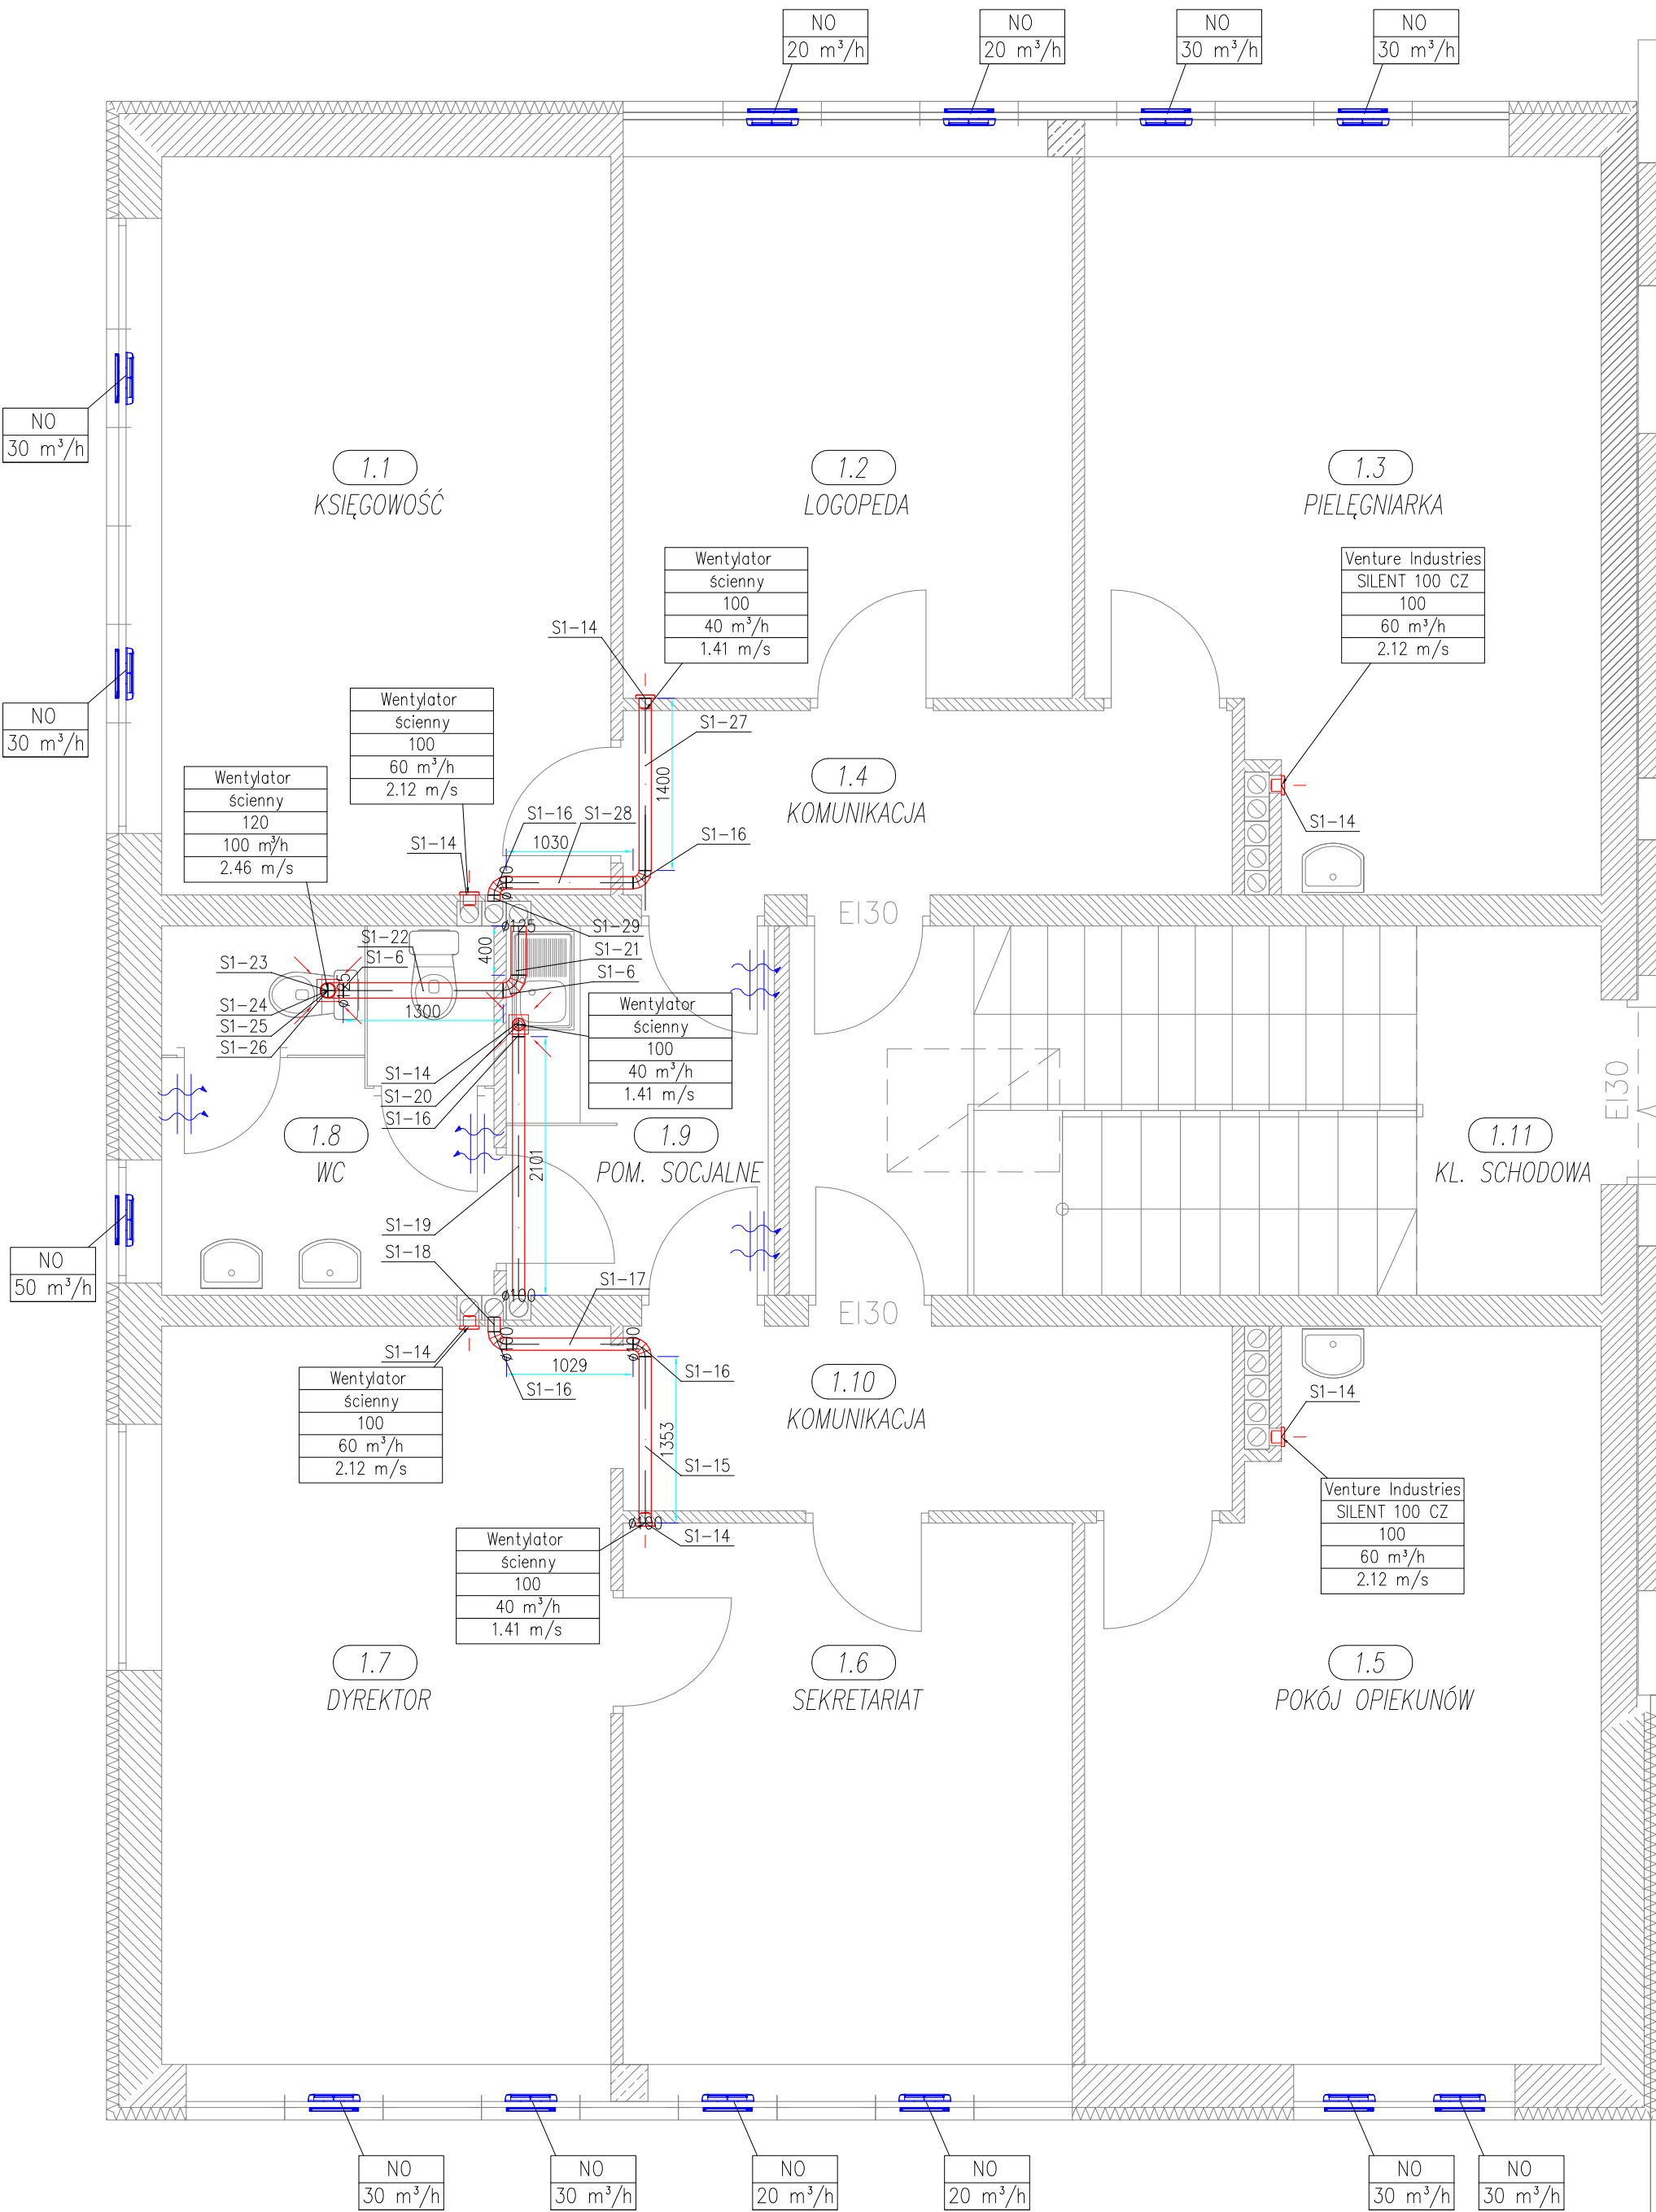 NO
20 m³/h
NO
20 m³/h
NO
30 m³/h
NO
30 m³/h
NO
30 m³/h
NO
30 m³/h
1.1
KSIĘGOWOŚĆ
1.2
LOGOPEDA
1.3
PIELĘGNIARKA
Wentylator
ścienny
100
40 m³/h
1.41 m/s
Venture Industries
SILENT 100 CZ
100
60 m³/h
2.12 m/s
S1-14
Wentylator
ścienny
100
60 m³/h
2.12 m/s
S1-27
1400
Wentylator
ścienny
120
100 m³/h
2.46 m/s
1.4
KOMUNIKACJA
S1-16
S1-28
1030
S1-14
S1-16
S1-14
ø100
ø125
EI30
S1-29
S1-22
S1-21
400
S1-23
S1-6
S1-6
ø125
S1-24
S1-25
S1-26
1300
Wentylator
ścienny
100
40 m³/h
1.41 m/s
S1-14
S1-20
S1-16
2101
1.8
WC
1.9
POM. SOCJALNE
1.11
KL. SCHODOWA
EI30
S1-19
S1-18
NO
50 m³/h
S1-17
ø100
EI30
S1-14
ø100
ø100
1029
S1-16
S1-16
S1-14
Wentylator
ścienny
100
60 m³/h
2.12 m/s
1.10
KOMUNIKACJA
1353
S1-15
Venture Industries
SILENT 100 CZ
100
60 m³/h
2.12 m/s
ø100
S1-14
Wentylator
ścienny
100
40 m³/h
1.41 m/s
1.7
DYREKTOR
1.6
SEKRETARIAT
1.5
POKÓJ OPIEKUNÓW
NO
30 m³/h
NO
30 m³/h
NO
20 m³/h
NO
20 m³/h
NO
30 m³/h
NO
30 m³/h